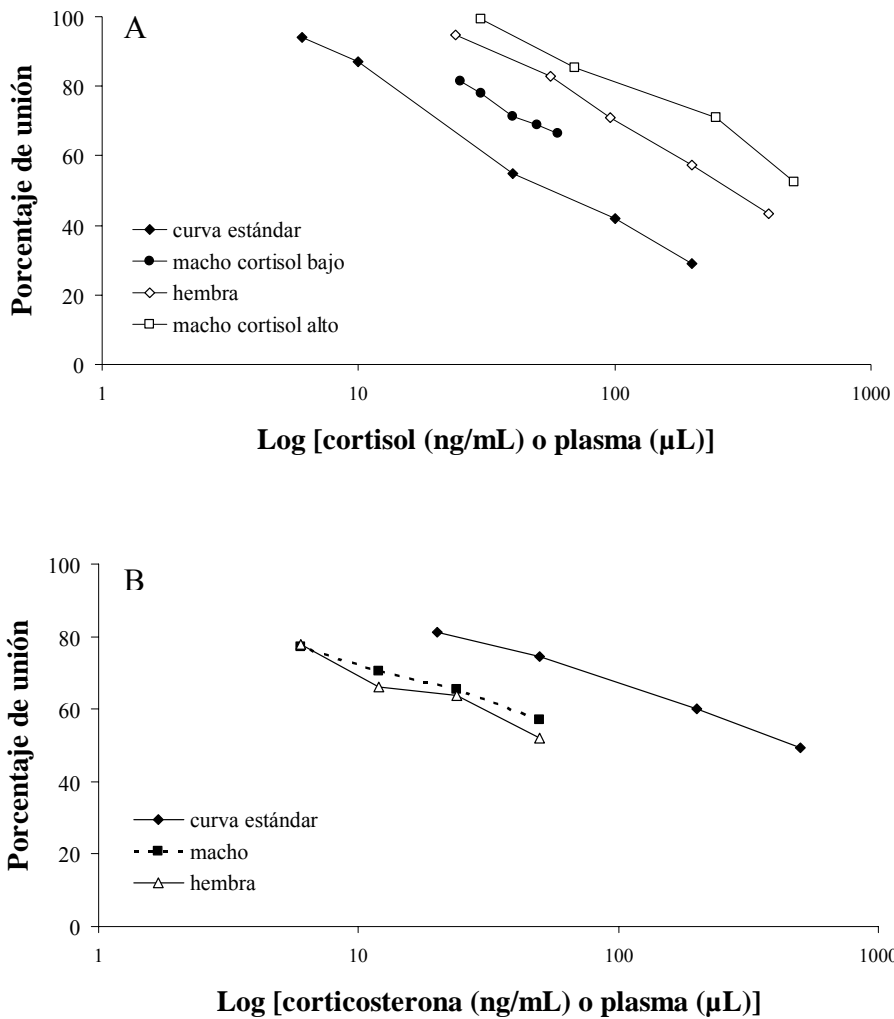 A
100
80
60
40
20
0
Porcentaje de unión
curva estándar
macho cortisol bajo
hembra
macho cortisol alto
1
10
100
1000
Log [cortisol (ng/mL) o plasma (µL)]
B
100
80
60
40
20
0
Porcentaje de unión
curva estándar
macho
hembra
1
10
100
1000
Log [corticosterona (ng/mL) o plasma (µL)]